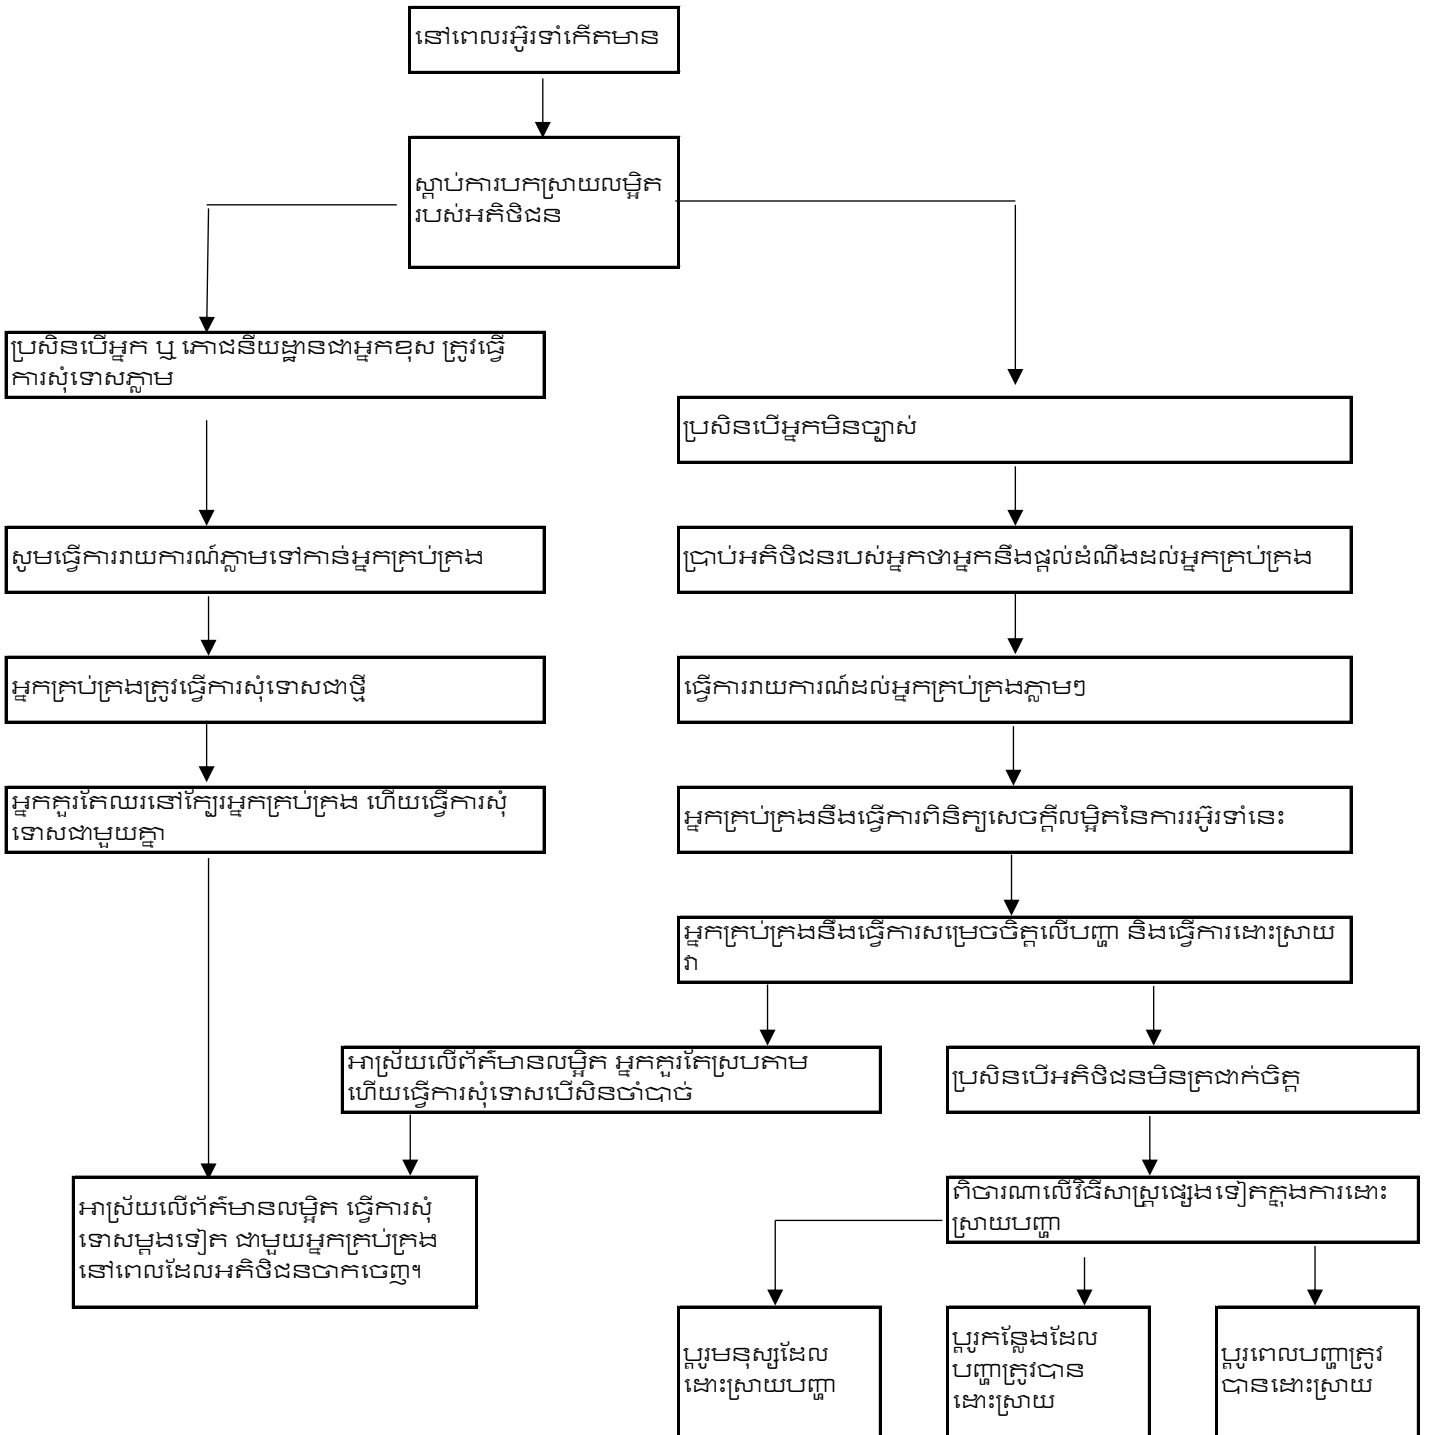 នៅពេលរអ៊ូរទាំកើតមាន
ស្តាប់ការបកស្រាយលម្អិត
របស់អតិថិជន
ប្រសិនបើអ្នក ឬ ភោជនីយដ្ឋានជាអ្នកខុស ត្រូវធ្វើ
ការសុំទោសភ្លាម
ប្រសិនបើអ្នកមិនច្បាស់
សូមធ្វើការរាយការណ៍ភ្លាមទៅកាន់អ្នកគ្រប់គ្រង
ប្រាប់អតិថិជនរបស់អ្នកថាអ្នកនឹងផ្តល់ដំណឹងដល់អ្នកគ្រប់គ្រង
អ្នកគ្រប់គ្រងត្រូវធ្វើការសុំទោសជាថ្មី
ធ្វើការរាយការណ៍ដល់អ្នកគ្រប់គ្រងភ្លាមៗ
អ្នកគួរតែឈរនៅក្បែរអ្នកគ្រប់គ្រង ហើយធ្វើការសុំ
ទោសជាមួយគ្នា
អ្នកគ្រប់គ្រងនឹងធ្វើការពិនិត្យសេចក្តីលម្អិតនៃការរអ៊ូរទាំនេះ
អ្នកគ្រប់គ្រងនឹងធ្វើការសម្រេចចិត្តលើបញ្ហា និងធ្វើការដោះស្រាយ
វា
អាស្រ័យលើព័ត៌មានលម្អិត អ្នកគួរតែស្របតាម
ហើយធ្វើការសុំទោសបើសិនចាំបាច់
ប្រសិនបើអតិថិជនមិនត្រជាក់ចិត្ត
អាស្រ័យលើព័ត៌មានលម្អិត ធ្វើការសុំ
ទោសម្តងទៀត ជាមួយអ្នកគ្រប់គ្រង
នៅពេលដែលអតិថិជនចាកចេញ។
ពិចារណាលើវិធីសាស្ត្រផ្សេងទៀតក្នុងការដោះ
ស្រាយបញ្ហា
ប្តូរមនុស្សដែល
ដោះស្រាយបញ្ហា
ប្តូរកន្លែងដែល
បញ្ហាត្រូវបាន
ដោះស្រាយ
ប្តូរពេលបញ្ហាត្រូវ
បានដោះស្រាយ